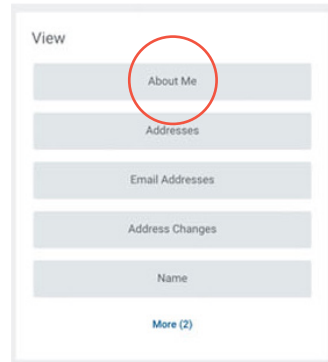 View
About Me
Addresses
Email Addresses
Address Changes
Name
More (2)